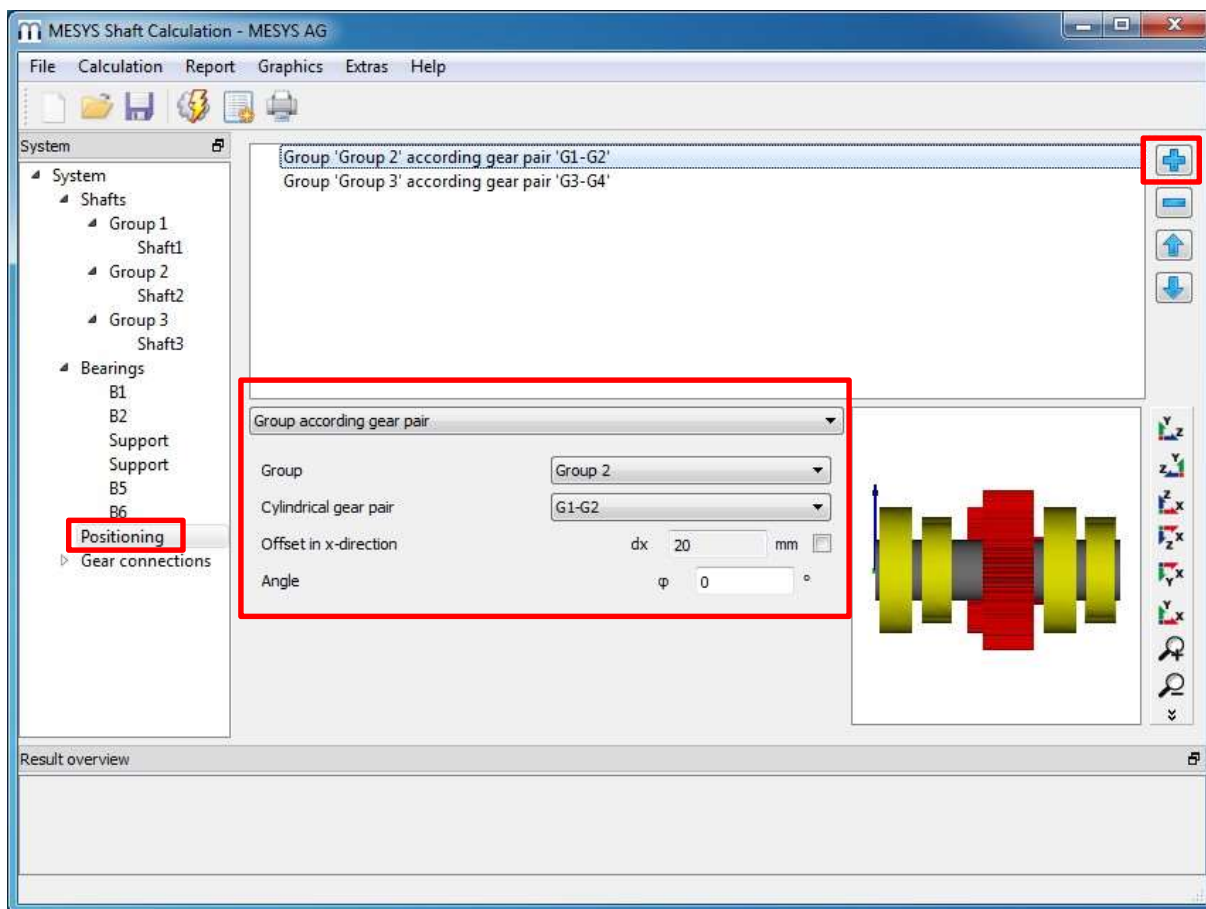 MESYS Shaft Calculation - MESYS AG
File Calculation Report Graphics Extras Help
System
System
Shafts
Group 1
Shaft1
Group 2
Shaft2
Group 3
Shaft3
Bearings
B1
B2
Support
Support
B5
B6
Positioning
Gear connections
Group 'Group 2' according gear pair 'G1-G2'
Group 'Group 3' according gear pair 'G3-G4'
Group according gear pair
Group Group 2
Cylindrical gear pair G1-G2
Offset in x-direction dx 20 mm
Angle φ 0 °
Y Z
Z Y
Z X
Z X
Y X
Y X
Result overview